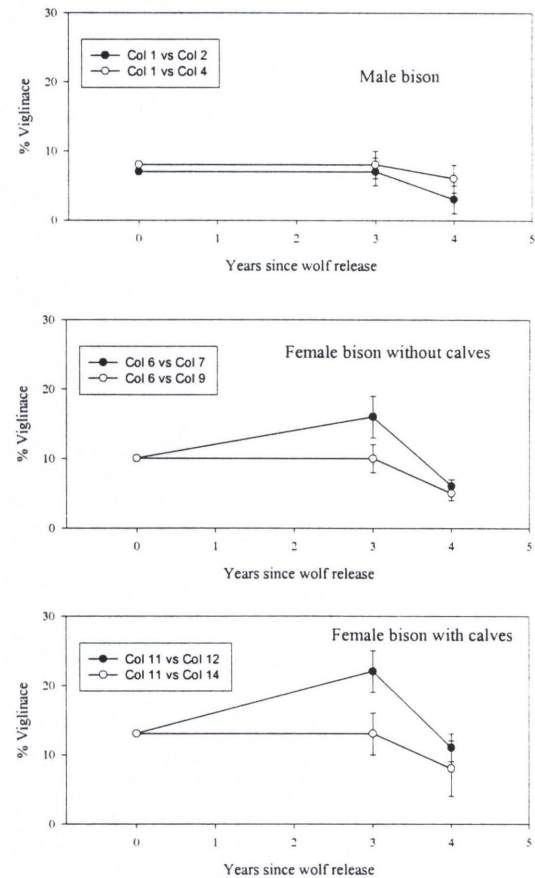 30
20
10
0
% Viglinace
Col 1 vs Col 2
Col 1 vs Col 4
Male bison
0 1 2 3 4 5
Years since wolf release
30
20
10
0
% Viglinace
Col 6 vs Col 7
Col 6 vs Col 9
Female bison without calves
0 1 2 3 4 5
Years since wolf release
30
20
10
0
% Viglinace
Col 11 vs Col 12
Col 11 vs Col 14
Female bison with calves
0 1 2 3 4 5
Years since wolf release